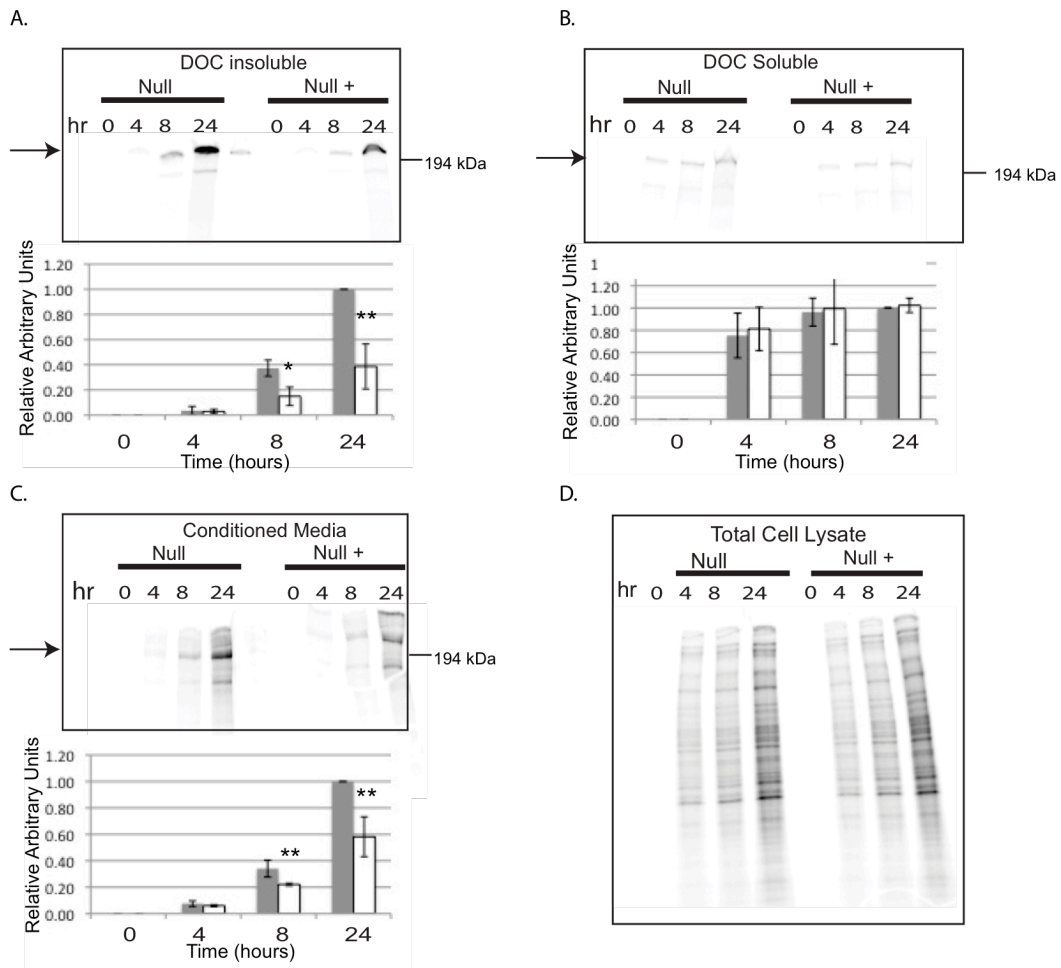 A.
DOC insoluble
Null Null +
hr 0 4 8 24 0 4 8 24
194 kDa
Relative Arbitrary Units
1.20
1.00
0.80
0.60
0.40
0.20
0.00
**
*
0 4 8 24
Time (hours)
B.
DOC Soluble
Null Null +
hr 0 4 8 24 0 4 8 24
194 kDa
Relative Arbitrary Units
1
1.20
1.00
0.80
0.60
0.40
0.20
0.00
0 4 8 24
Time (hours)
C.
Conditioned Media
Null Null +
hr 0 4 8 24 0 4 8 24
194 kDa
Relative Arbitrary Units
1.20
1.00
0.80
0.60
0.40
0.20
0.00
**
**
0 4 8 24
Time (hours)
D.
Total Cell Lysate
Null Null +
hr 0 4 8 24 0 4 8 24